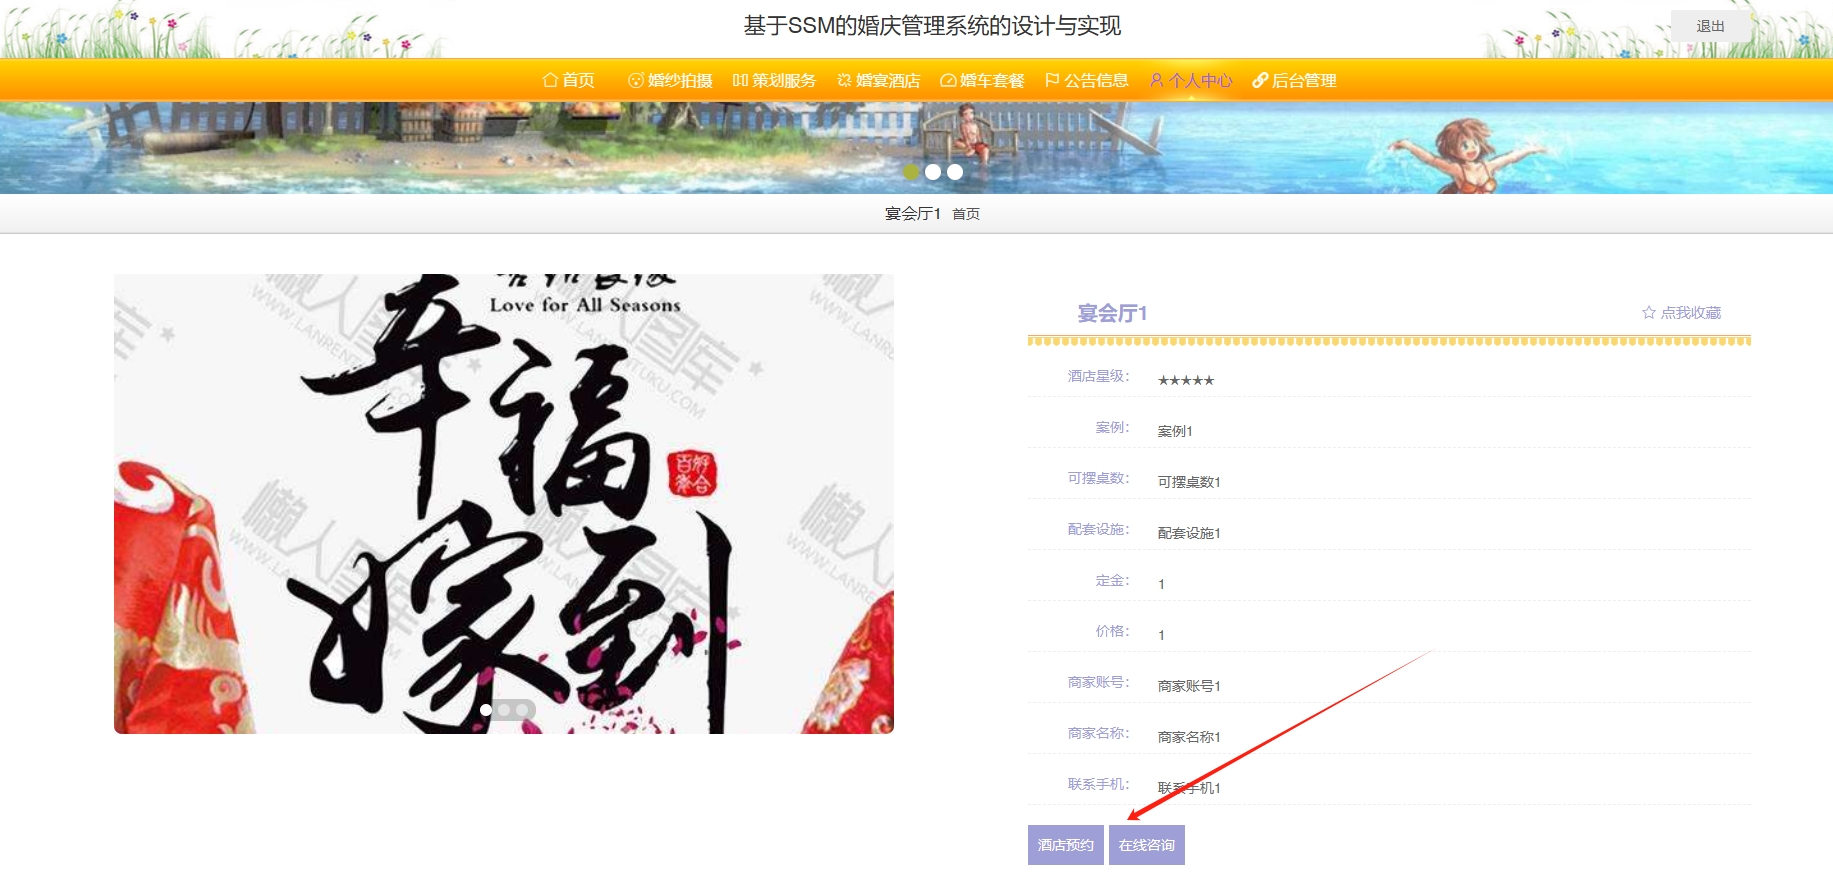 基于SSM的婚庆管理系统的设计与实现
退出
首页 婚纱拍摄 策划服务 婚宴酒店 婚车套餐 公告信息 个人中心 后台管理
宴会厅1 首页
Love for All Seasons
幸福
百年好合
嫁到
懒人图库
WWW.LANRENTUKU.COM
宴会厅1
点我收藏
酒店星级： ★★★★★
案例： 案例1
可摆桌数： 可摆桌数1
配套设施： 配套设施1
定金： 1
价格： 1
商家账号： 商家账号1
商家名称： 商家名称1
联系手机： 联系手机1
酒店预约 在线咨询